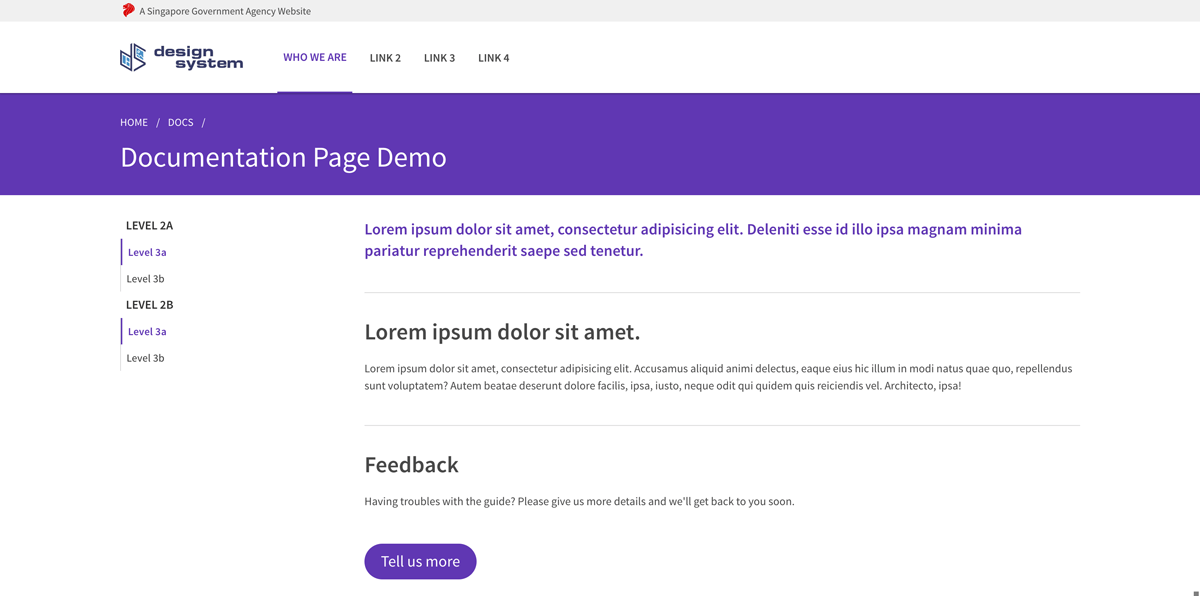 A Singapore Government Agency Website
design
system
WHO WE ARE LINK 2 LINK 3 LINK 4
HOME / DOCS /
Documentation Page Demo
LEVEL 2A
Level 3a
Level 3b
LEVEL 2B
Level 3a
Level 3b
Lorem ipsum dolor sit amet, consectetur adipisicing elit. Deleniti esse id illo ipsa magnam minima
pariatur reprehenderit saepe sed tenetur.
Lorem ipsum dolor sit amet.
Lorem ipsum dolor sit amet, consectetur adipisicing elit. Accusamus aliquid animi delectus, eaque eius hic illum in modi natus quae quo, repellendus
sunt voluptatem? Autem beatae deserunt dolore facilis, ipsa, iusto, neque odit qui quidem quis reiciendis vel. Architecto, ipsa!
Feedback
Having troubles with the guide? Please give us more details and we'll get back to you soon.
Tell us more